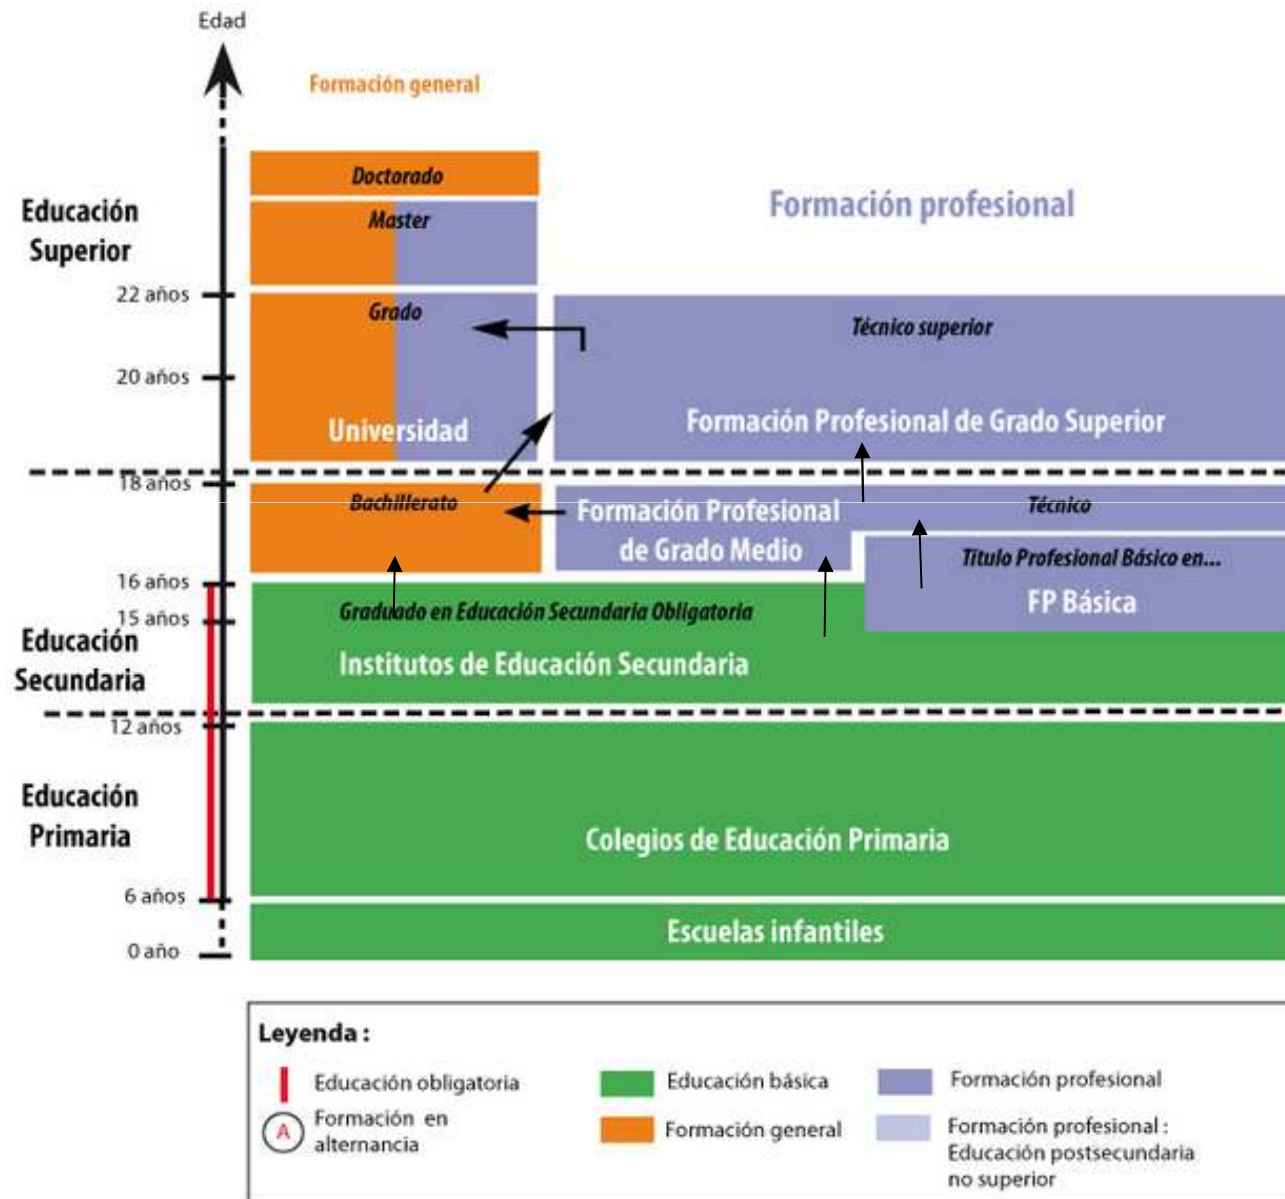 Edad
Formación general
Doctorado
Educación
Superior
Master
Formación profesional
22 años
Grado
Técnico superior
20 años
Universidad
Formación Profesional de Grado Superior
18 años
Bachillerato
Formación Profesional
de Grado Medio
Técnico
Título Profesional Básico en...
16 años
FP Básica
15 años
Graduado en Educación Secundaria Obligatoria
Educación
Secundaria
Institutos de Educación Secundaria
12 años
Educación
Primaria
Colegios de Educación Primaria
6 años
Escuelas infantiles
0 año
Leyenda :
Educación obligatoria
Educación básica
Formación profesional
A
Formación en
alternancia
Formación general
Formación profesional :
Educación postsecundaria
no superior